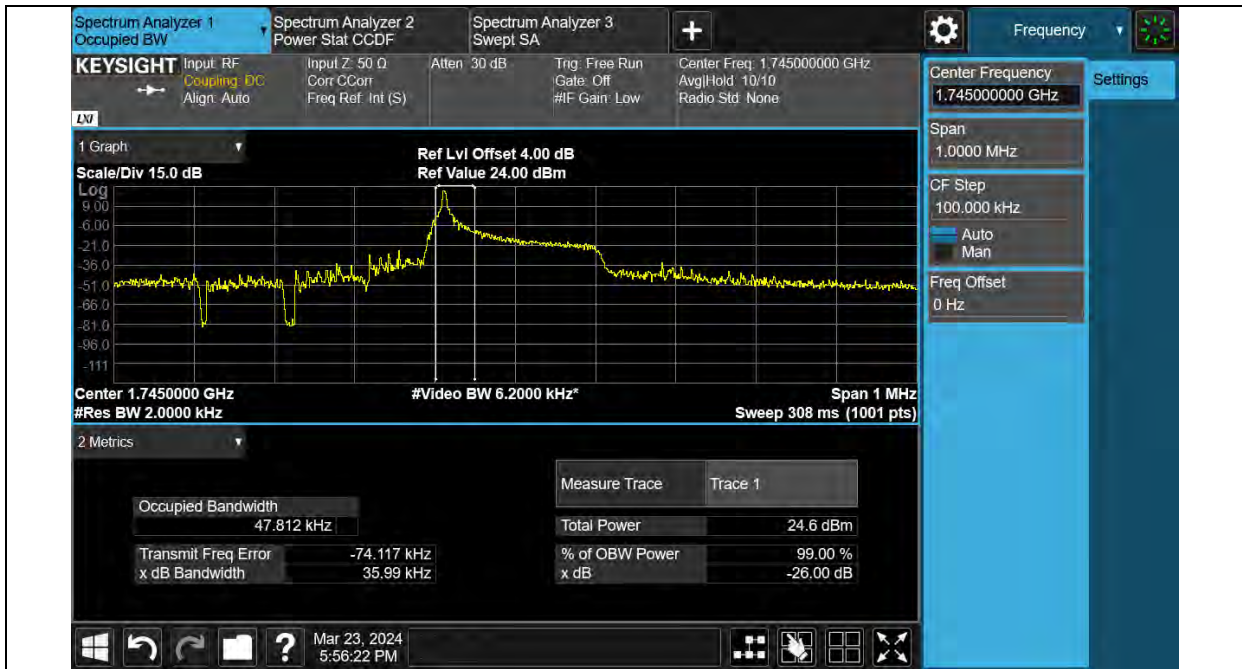 Spectrum Analyzer 1
Occupied BW
Spectrum Analyzer 2
Power Stat CCDF
Spectrum Analyzer 3
Swept SA
+
Frequency
KEYSIGHT
LXI
Input: RF
Coupling: DC
Align: Auto
Input Z: 50 Ω
Corr CCorr
Freq Ref: Int (S)
Atten: 30 dB
Trig: Free Run
Gate: Off
#IF Gain: Low
Center Freq: 1.745000000 GHz
Avg|Hold: 10/10
Radio Std: None
Center Frequency
1.745000000 GHz
Settings
Span
1.0000 MHz
CF Step
100.000 kHz
Auto
Man
Freq Offset
0 Hz
1 Graph
Scale/Div 15.0 dB
Ref Lvl Offset 4.00 dB
Ref Value 24.00 dBm
Log
9.00
-6.00
-21.0
-36.0
-51.0
-66.0
-81.0
-96.0
-111
Center 1.7450000 GHz
#Res BW 2.0000 kHz
#Video BW 6.2000 kHz*
Span 1 MHz
Sweep 308 ms (1001 pts)
2 Metrics
Measure Trace Trace 1
Occupied Bandwidth
47.812 kHz
Total Power 24.6 dBm
Transmit Freq Error -74.117 kHz
% of OBW Power 99.00 %
x dB Bandwidth 35.99 kHz
x dB -26.00 dB
?
Mar 23, 2024
5:56:22 PM